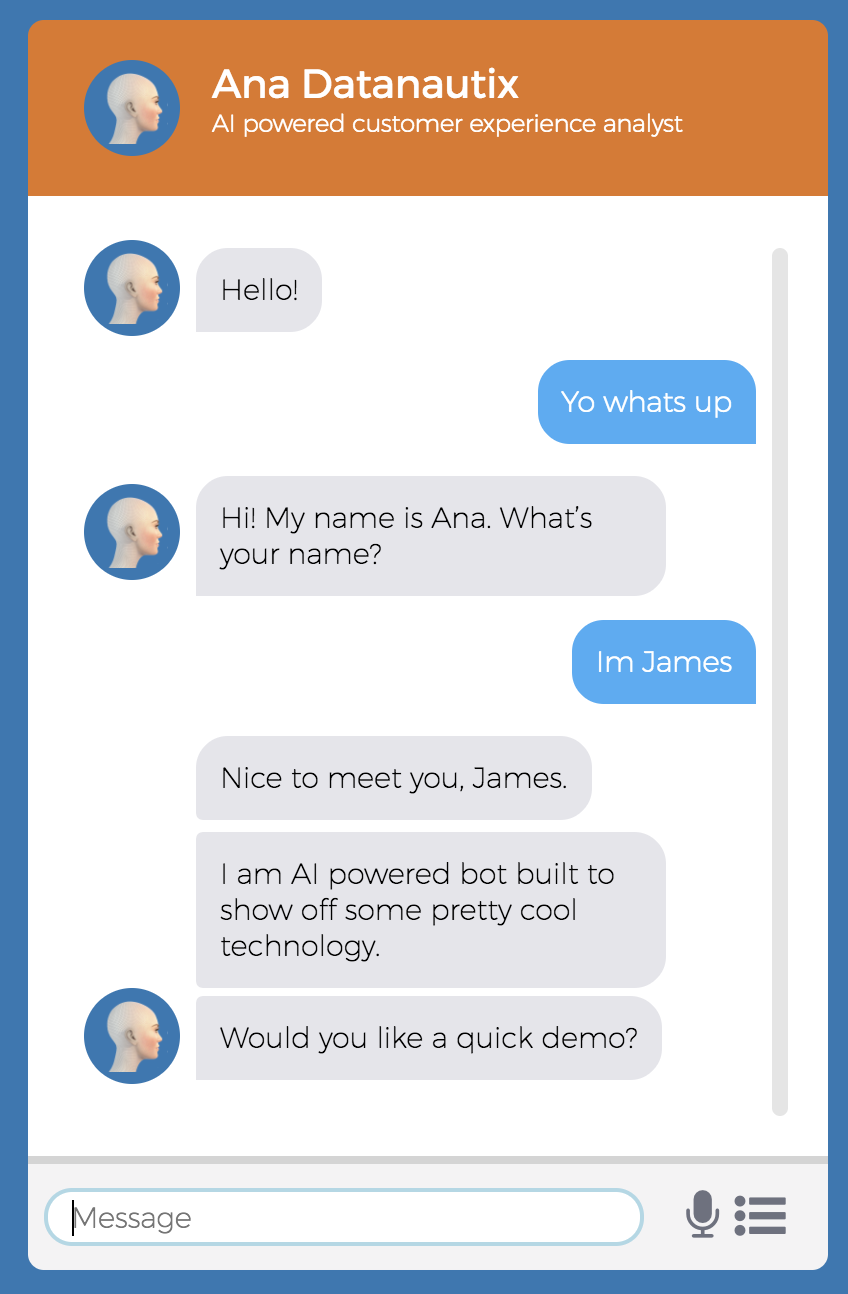 Ana Datanautix
AI powered customer experience analyst
Hello!
Yo whats up
Hi! My name is Ana. What's
your name?
Im James
Nice to meet you, James.
I am AI powered bot built to
show off some pretty cool
technology.
Would you like a quick demo?
Message